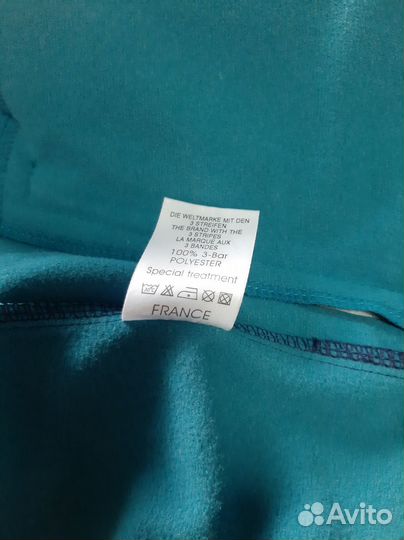 DIE WELTMARKE MIT DEN
3 STREIFEN
THE BRAND WITH THE
3 STRIPES
LA MARQUE AUX
3 BANDES
100% 3-Bar
POLYESTER
Special treatment
FRANCE
Avito